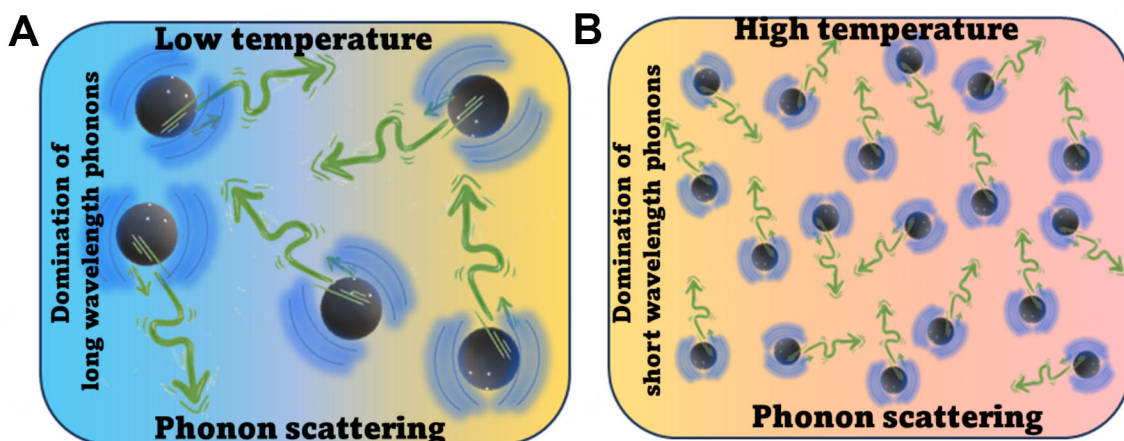 A
Low temperature
Domination of
long wavelength phonons
Phonon scattering
B
High temperature
Domination of
short wavelength phonons
Phonon scattering